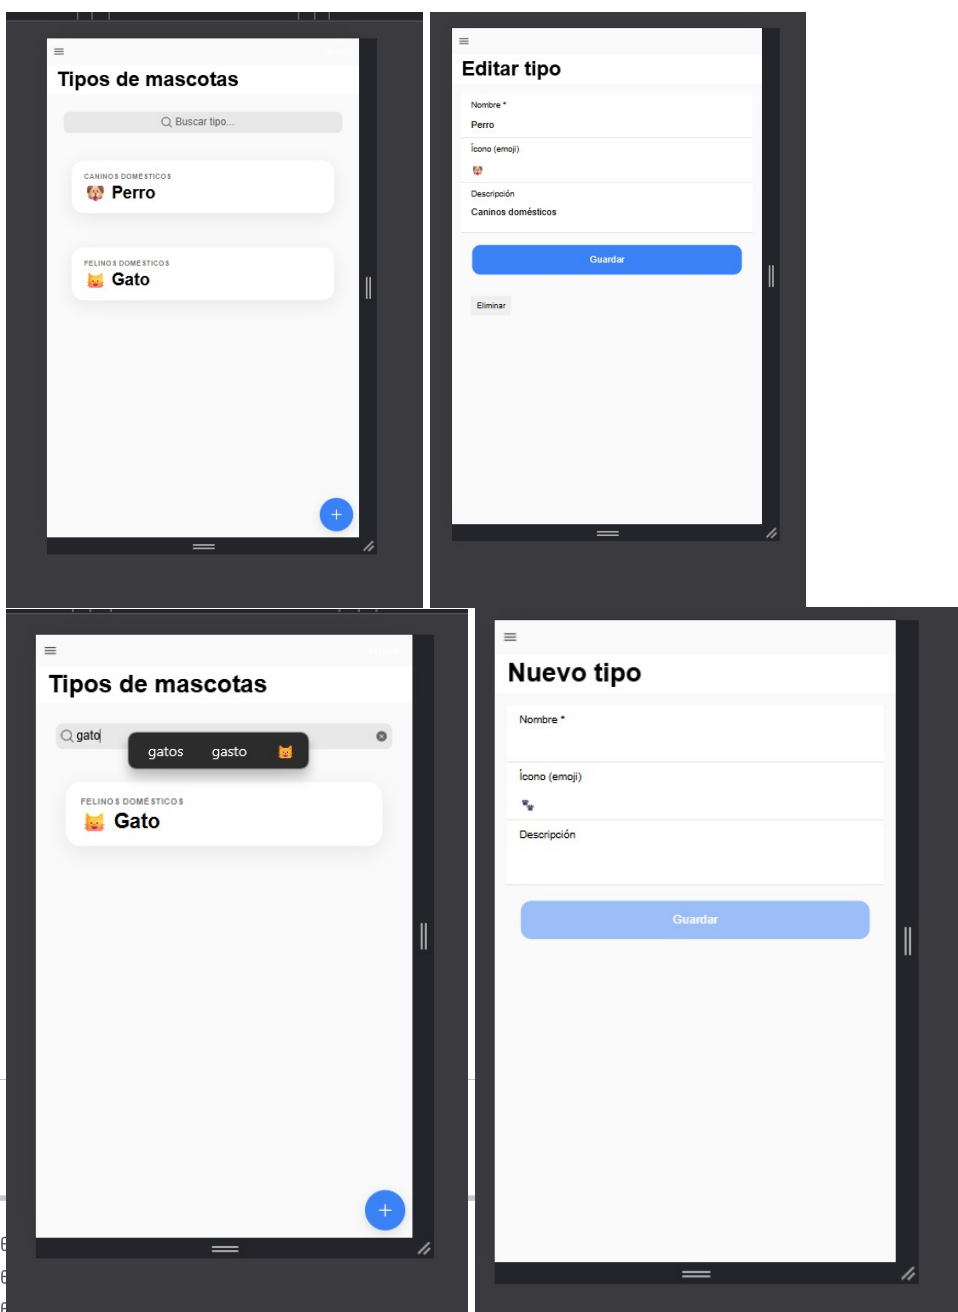 Tipos de mascotas
Buscar tipo...
CANINOS DOMÉSTICOS
🐶 Perro
FELINOS DOMÉSTICOS
🐱 Gato
Editar tipo
Nombre *
Perro
Ícono (emoji)
🐶
Descripción
Caninos domésticos
Guardar
Eliminar
Tipos de mascotas
gato
gatos gasto 🐱
FELINOS DOMÉSTICOS
🐱 Gato
Nuevo tipo
Nombre *
Ícono (emoji)
🐾
Descripción
Guardar